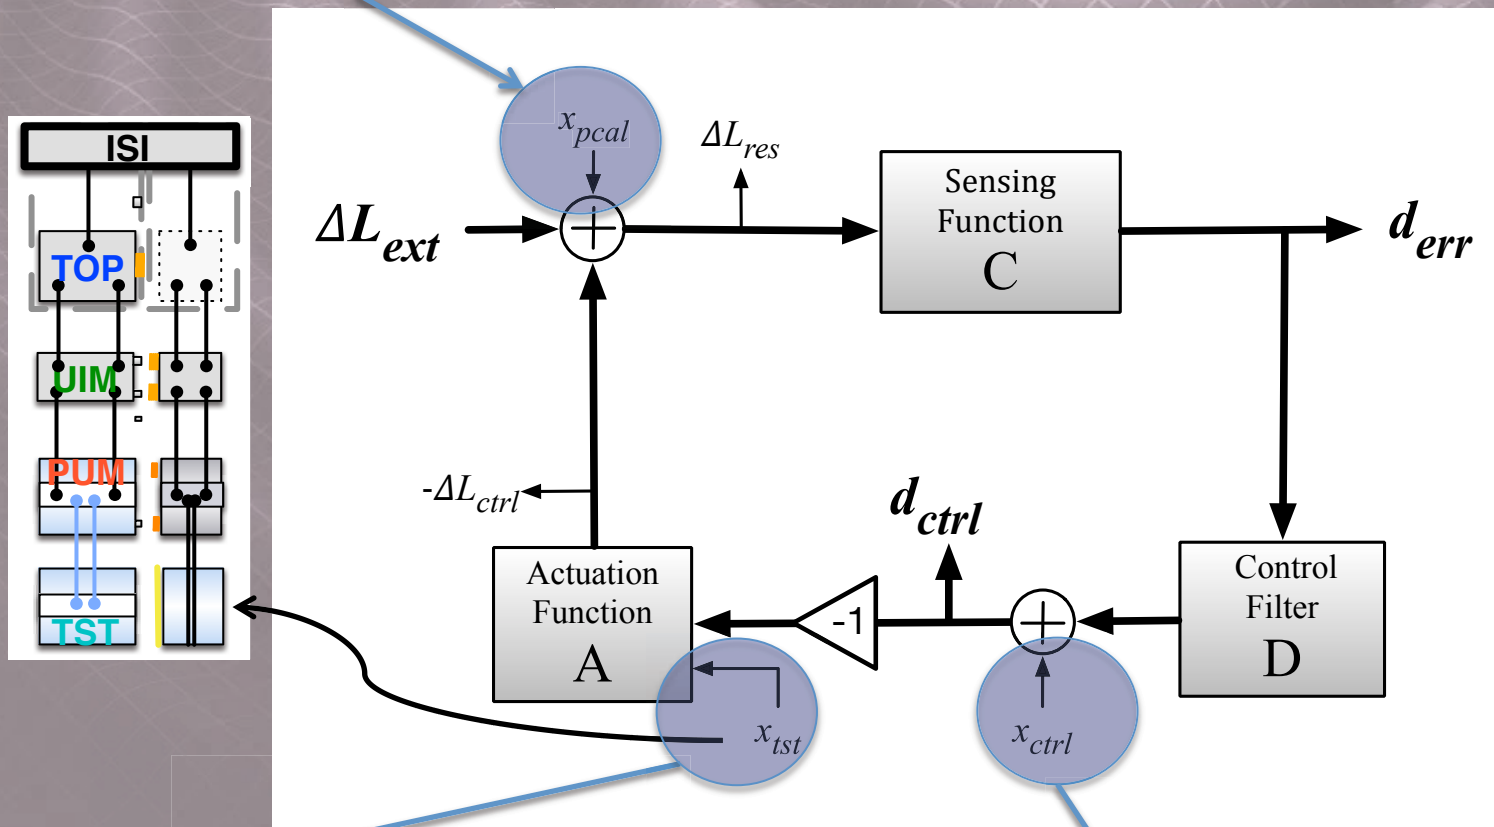 ISI
TOP
UIM
PUM
TST
x_pcal
ΔL_res
ΔL_ext
Sensing
Function
C
d_err
-ΔL_ctrl
d_ctrl
Actuation
Function
A
-1
Control
Filter
D
x_tst
x_ctrl